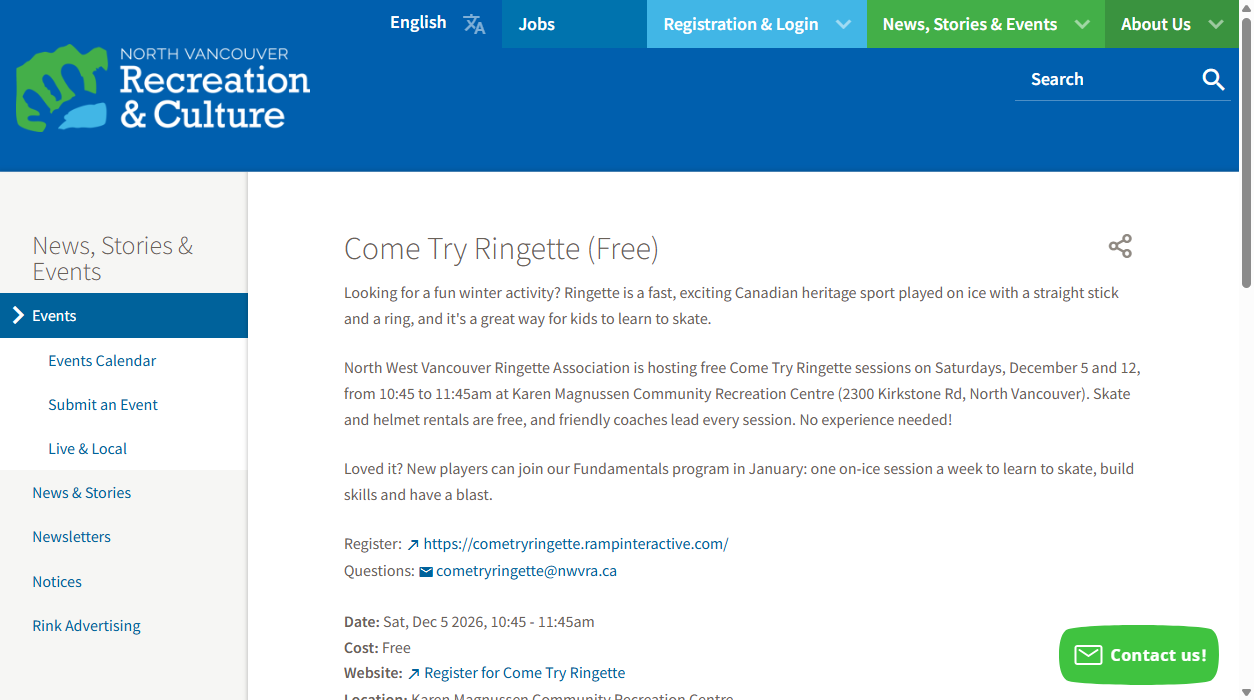 English
Jobs
Registration & Login
News, Stories & Events
About Us
NORTH VANCOUVER
Recreation
& Culture
Search
News, Stories &
Events
Events
Events Calendar
Submit an Event
Live & Local
News & Stories
Newsletters
Notices
Rink Advertising
Come Try Ringette (Free)
Looking for a fun winter activity? Ringette is a fast, exciting Canadian heritage sport played on ice with a straight stick
and a ring, and it's a great way for kids to learn to skate.
North West Vancouver Ringette Association is hosting free Come Try Ringette sessions on Saturdays, December 5 and 12,
from 10:45 to 11:45am at Karen Magnussen Community Recreation Centre (2300 Kirkstone Rd, North Vancouver). Skate
and helmet rentals are free, and friendly coaches lead every session. No experience needed!
Loved it? New players can join our Fundamentals program in January: one on-ice session a week to learn to skate, build
skills and have a blast.
Register: https://cometryringette.rampinteractive.com/
Questions: cometryringette@nwvra.ca
Date: Sat, Dec 5 2026, 10:45 - 11:45am
Cost: Free
Website: Register for Come Try Ringette
Location: Karen Magnussen Community Recreation Centre
Contact us!